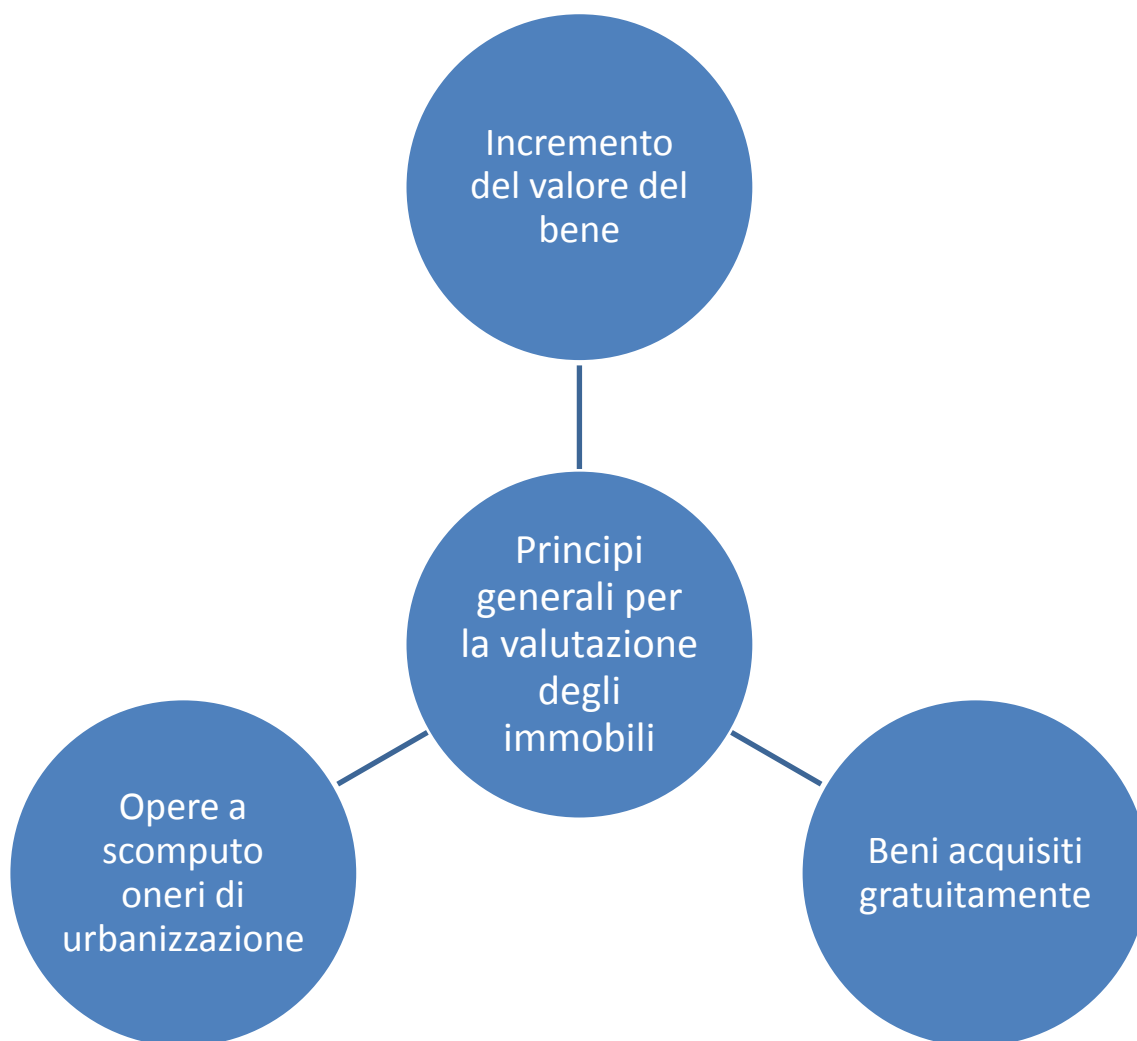 Incremento
del valore del
bene
Principi
generali per
la valutazione
degli
immobili
Opere a
scomputo
oneri di
urbanizzazione
Beni acquisiti
gratuitamente